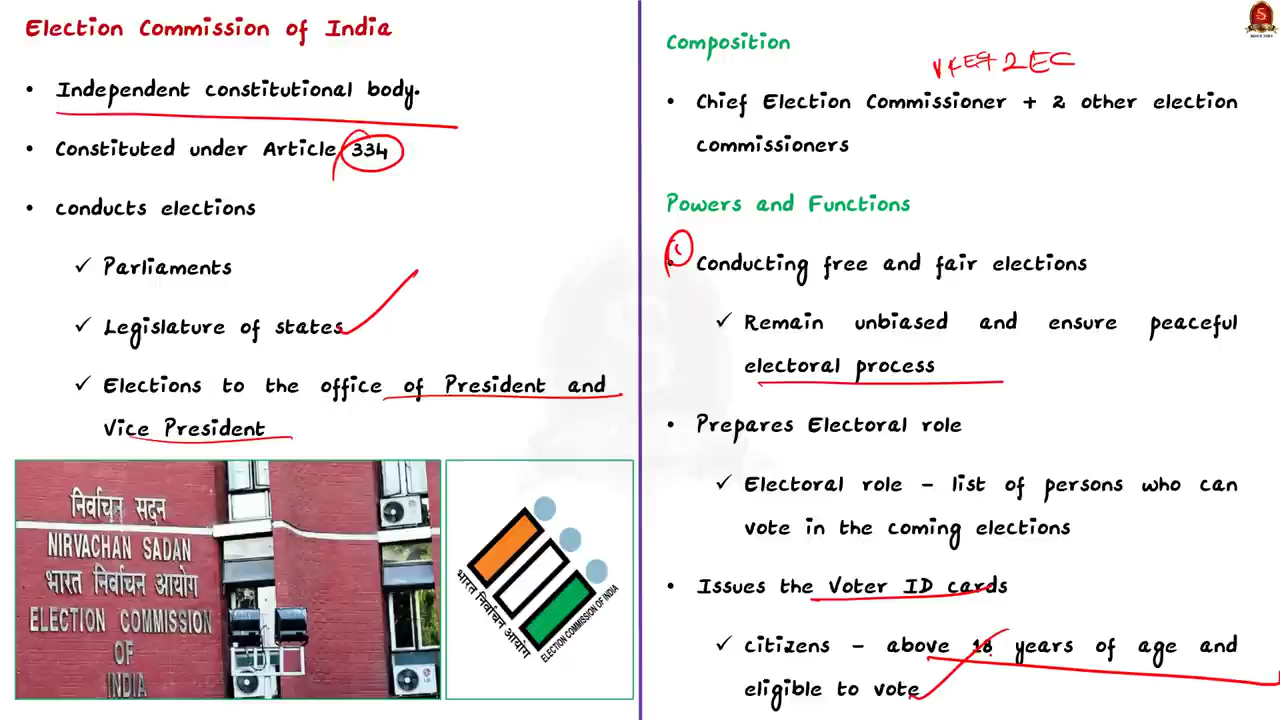 Election Commission of India
• Independent constitutional body.
• Constituted under Article 334
• conducts elections
✓ Parliaments
✓ Legislature of states
✓ Elections to the office of President and
Vice President
निर्वाचन सदन
NIRVACHAN SADAN
भारत निर्वाचन आयोग
ELECTION COMMISSION
OF
INDIA
भारत निर्वाचन आयोग
ELECTION COMMISSION OF INDIA
S
Composition
2 EC
• Chief Election Commissioner + 2 other election
commissioners
Powers and Functions
• Conducting free and fair elections
✓ Remain unbiased and ensure peaceful
electoral process
• Prepares Electoral role
✓ Electoral role - list of persons who can
vote in the coming elections
• Issues the Voter ID cards
✓ citizens - above 18 years of age and
eligible to vote